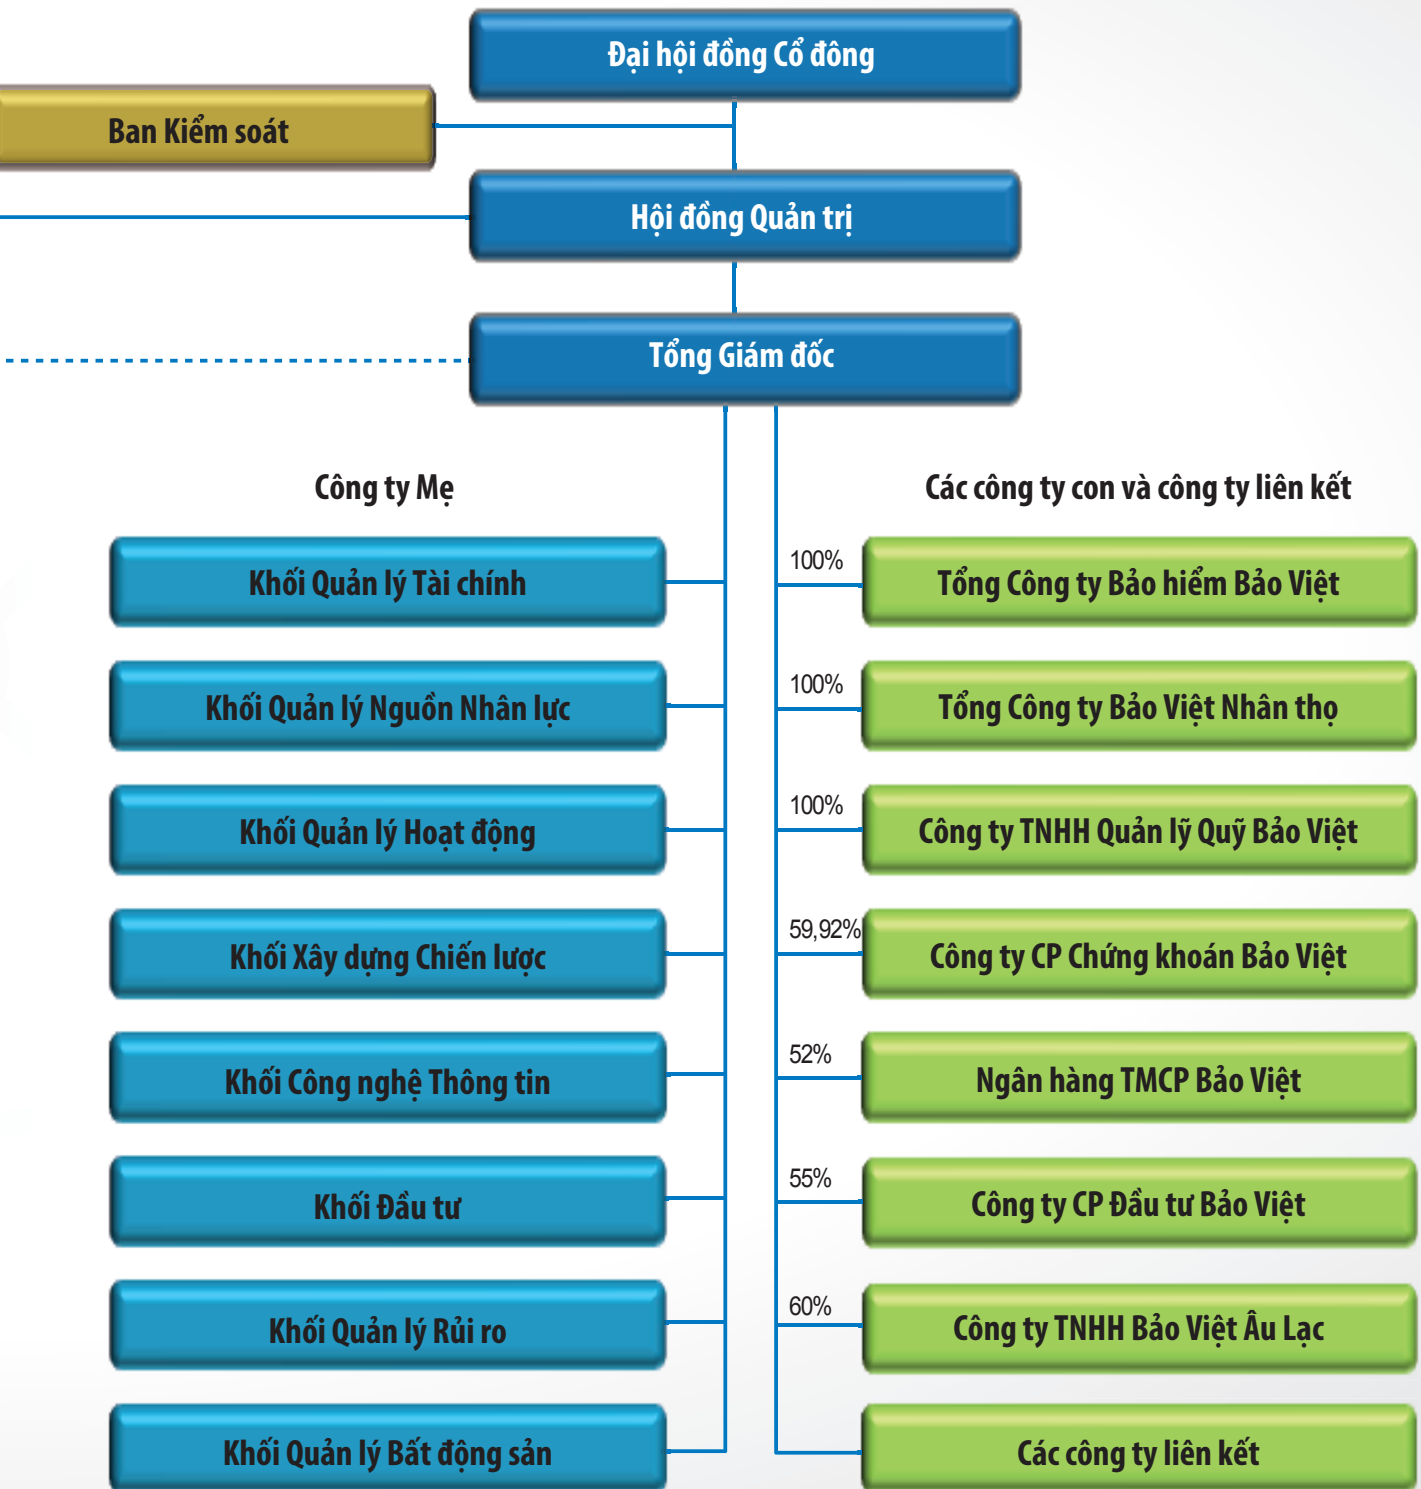 Đại hội đồng Cổ đông
Ban Kiểm soát
Hội đồng Quản trị
Tổng Giám đốc
Công ty Mẹ
Khối Quản lý Tài chính
Khối Quản lý Nguồn Nhân lực
Khối Quản lý Hoạt động
Khối Xây dựng Chiến lược
Khối Công nghệ Thông tin
Khối Đầu tư
Khối Quản lý Rủi ro
Khối Quản lý Bất động sản
Các công ty con và công ty liên kết
100%
Tổng Công ty Bảo hiểm Bảo Việt
100%
Tổng Công ty Bảo Việt Nhân thọ
100%
Công ty TNHH Quản lỹ Quỹ Bảo Việt
59,92%
Công ty CP Chứng khoán Bảo Việt
52%
Ngân hàng TMCP Bảo Việt
55%
Công ty CP Đầu tư Bảo Việt
60%
Công ty TNHH Bảo Việt Âu Lạc
Các công ty liên kết